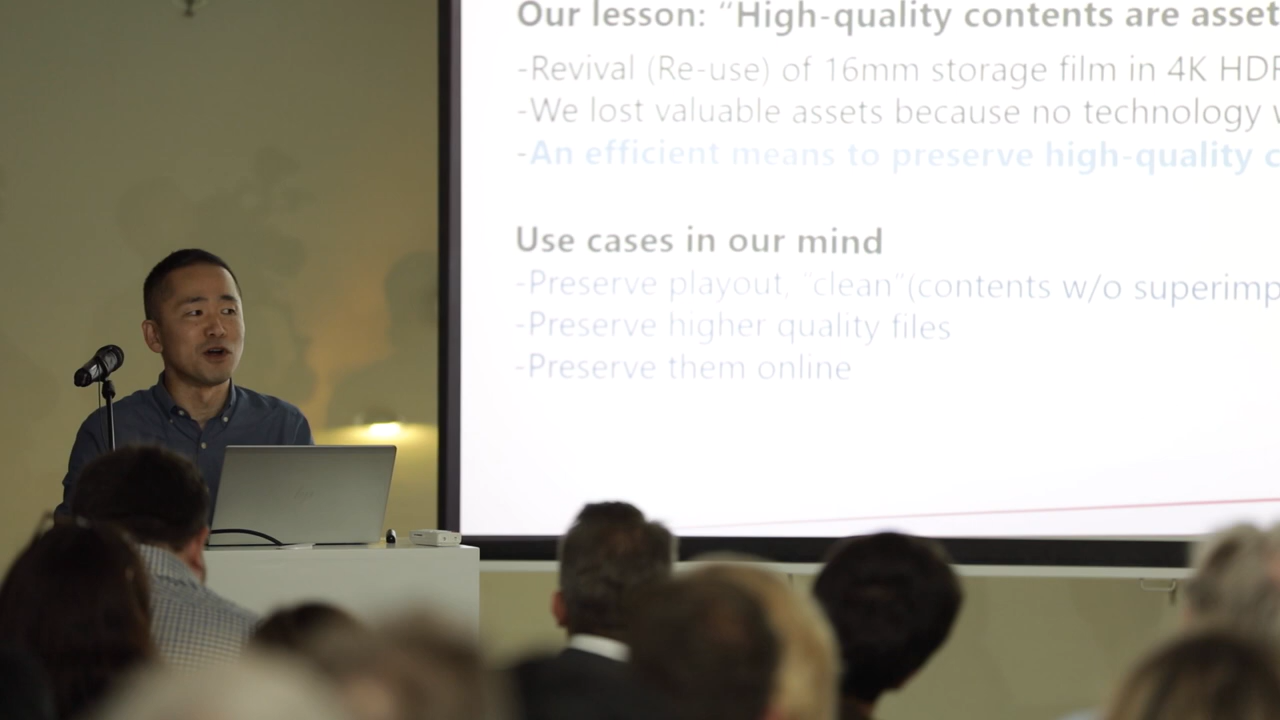 Our lesson: “High-quality contents are asset
-Revival (Re-use) of 16mm storage film in 4K HDR
-We lost valuable assets because no technology
-An efficient means to preserve high-quality
Use cases in our mind
-Preserve playout, “clean”(contents w/o superimp
-Preserve higher quality files
-Preserve them online
hp